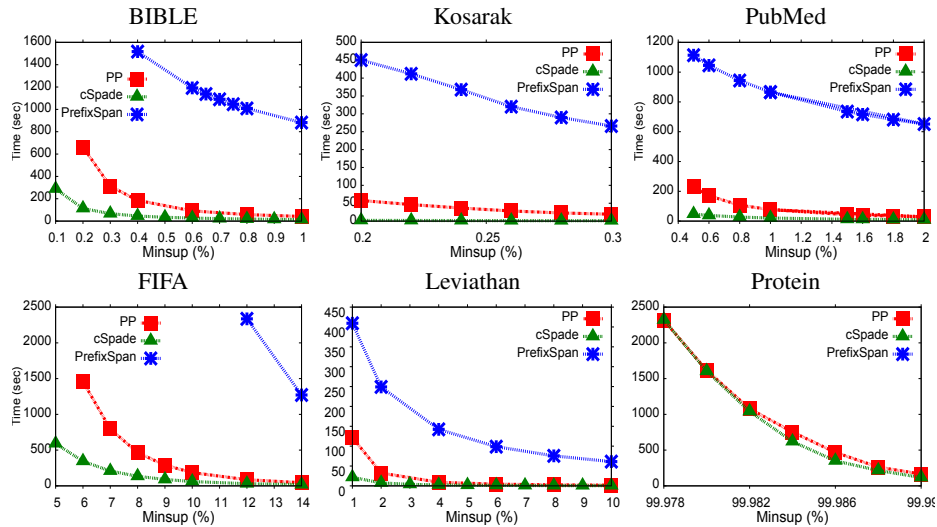 BIBLE
Kosarak
PubMed
1600
1400
1200
1000
800
600
400
200
0
Time (sec)
PP
cSpade
PrefixSpan
0.1 0.2 0.3 0.4 0.5 0.6 0.7 0.8 0.9 1
Minsup (%)
500
450
400
350
300
250
200
150
100
50
0
Time (sec)
PP
cSpade
PrefixSpan
0.2 0.25 0.3
Minsup (%)
1200
1000
800
600
400
200
0
Time (sec)
PP
cSpade
PrefixSpan
0.4 0.6 0.8 1 1.2 1.4 1.6 1.8 2
Minsup (%)
FIFA
Leviathan
Protein
2500
2000
1500
1000
500
0
Time (sec)
PP
cSpade
PrefixSpan
5 6 7 8 9 10 11 12 13 14
Minsup (%)
450
400
350
300
300
250
200
150
100
50
0
Time (sec)
PP
cSpade
PrefixSpan
1 2 3 4 5 6 7 8 9 10
Minsup (%)
2500
2000
1500
1000
500
0
Time (sec)
PP
cSpade
PrefixSpan
99.978 99.982 99.986 99.99
Minsup (%)